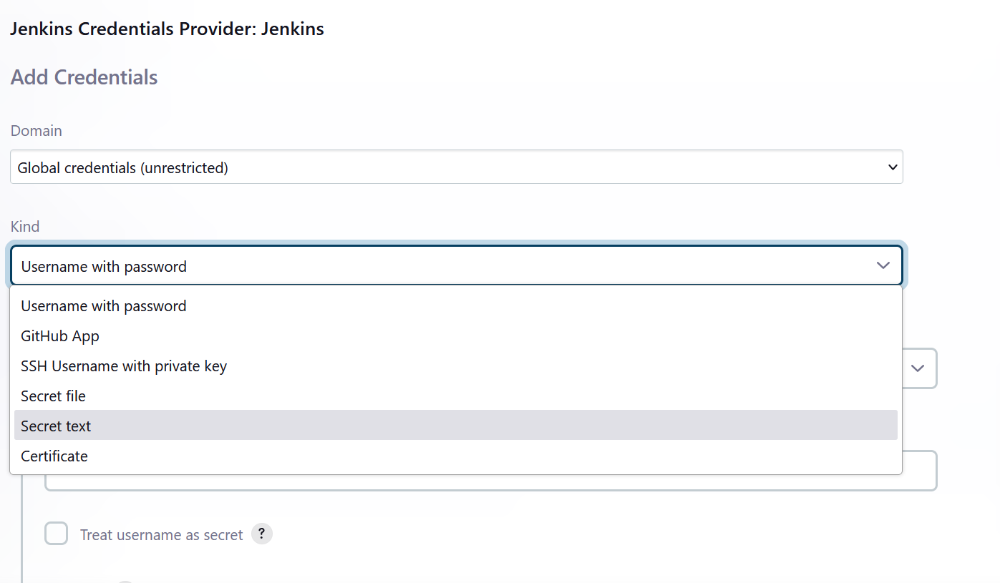 Jenkins Credentials Provider: Jenkins
Add Credentials
Domain
Global credentials (unrestricted)
Kind
Username with password
Username with password
GitHub App
SSH Username with private key
Secret file
Secret text
Certificate
Treat username as secret ?